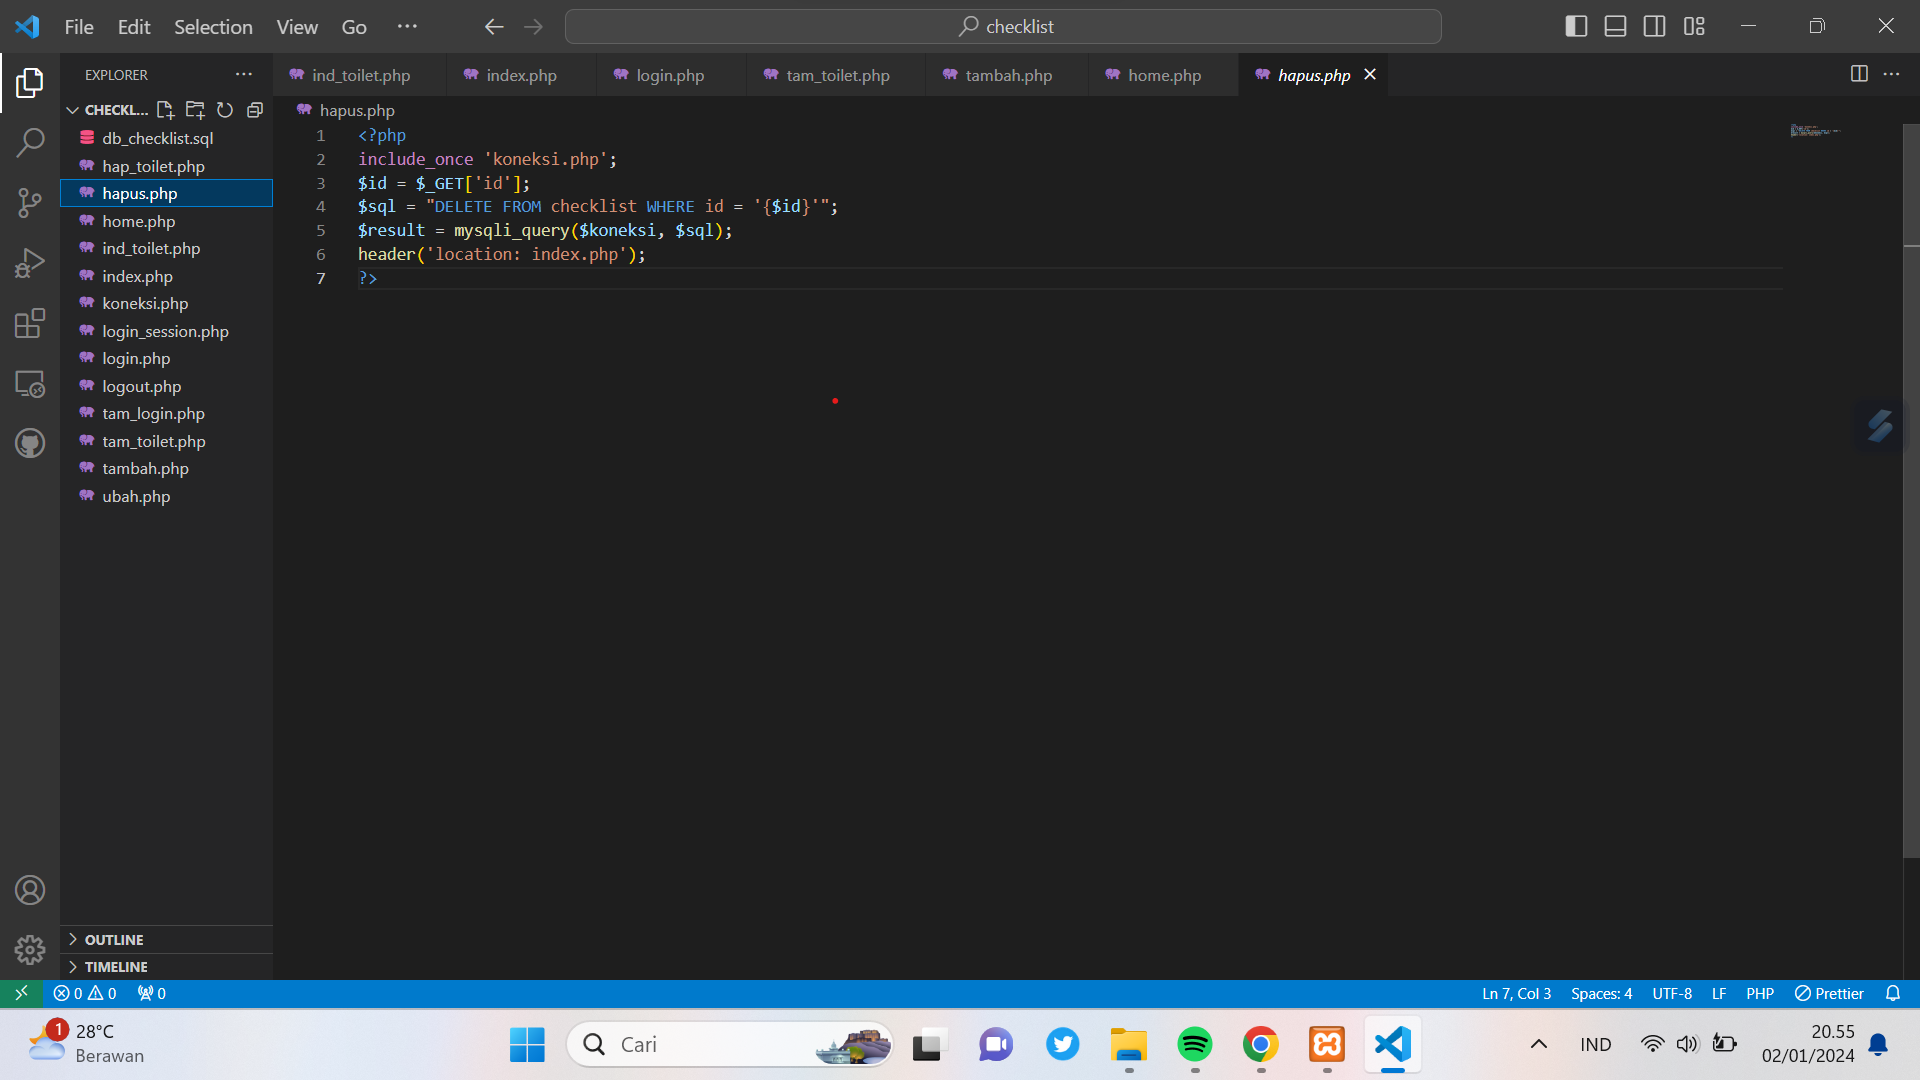 File Edit Selection View Go ···
checklist
EXPLORER ···
ind_toilet.php index.php login.php tam_toilet.php tambah.php home.php hapus.php
CHECKL...
db_checklist.sql
hap_toilet.php
hapus.php
home.php
ind_toilet.php
index.php
koneksi.php
login_session.php
login.php
logout.php
tam_login.php
tam_toilet.php
tambah.php
ubah.php
OUTLINE
TIMELINE
hapus.php
1 <?php
2 include_once 'koneksi.php';
3 $id = $_GET['id'];
4 $sql = "DELETE FROM checklist WHERE id = '{$id}'";
5 $result = mysqli_query($koneksi, $sql);
6 header('location: index.php');
7 ?>
0 0 0 Ln 7, Col 3 Spaces: 4 UTF-8 LF PHP Prettier
1 28°C
Berawan
Cari
IND
20.55
02/01/2024